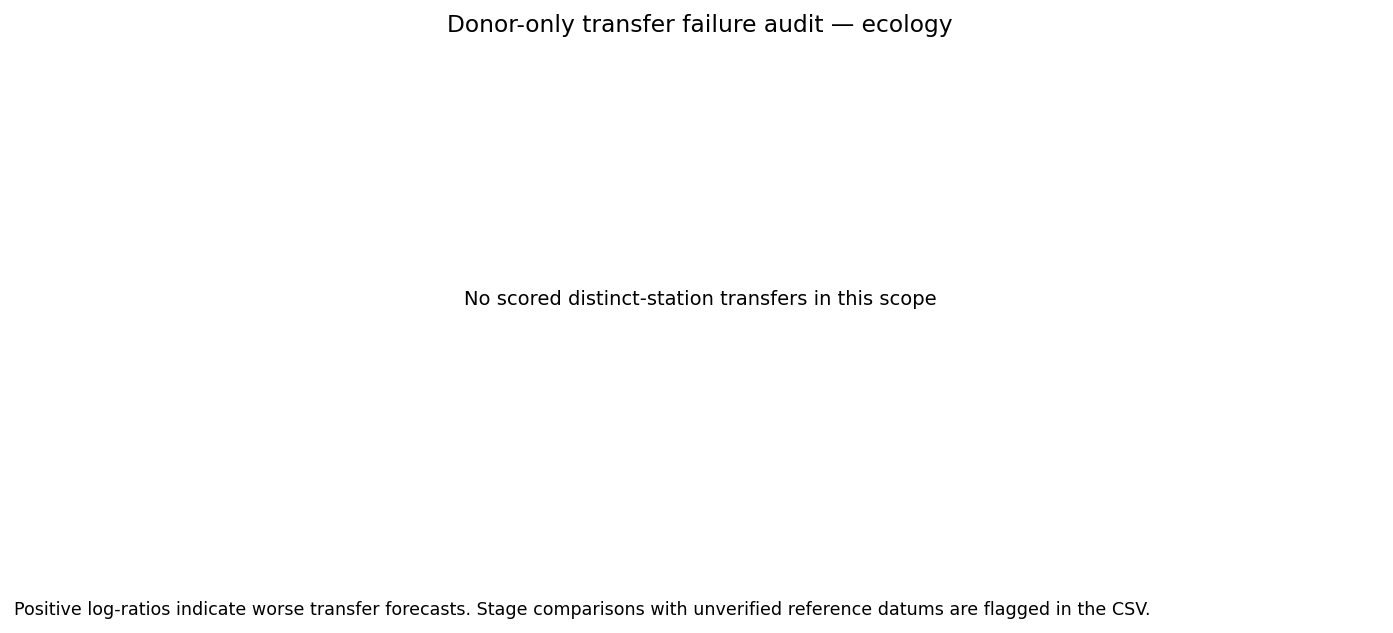 Donor-only transfer failure audit — ecology
No scored distinct-station transfers in this scope
Positive log-ratios indicate worse transfer forecasts. Stage comparisons with unverified reference datums are flagged in the CSV.